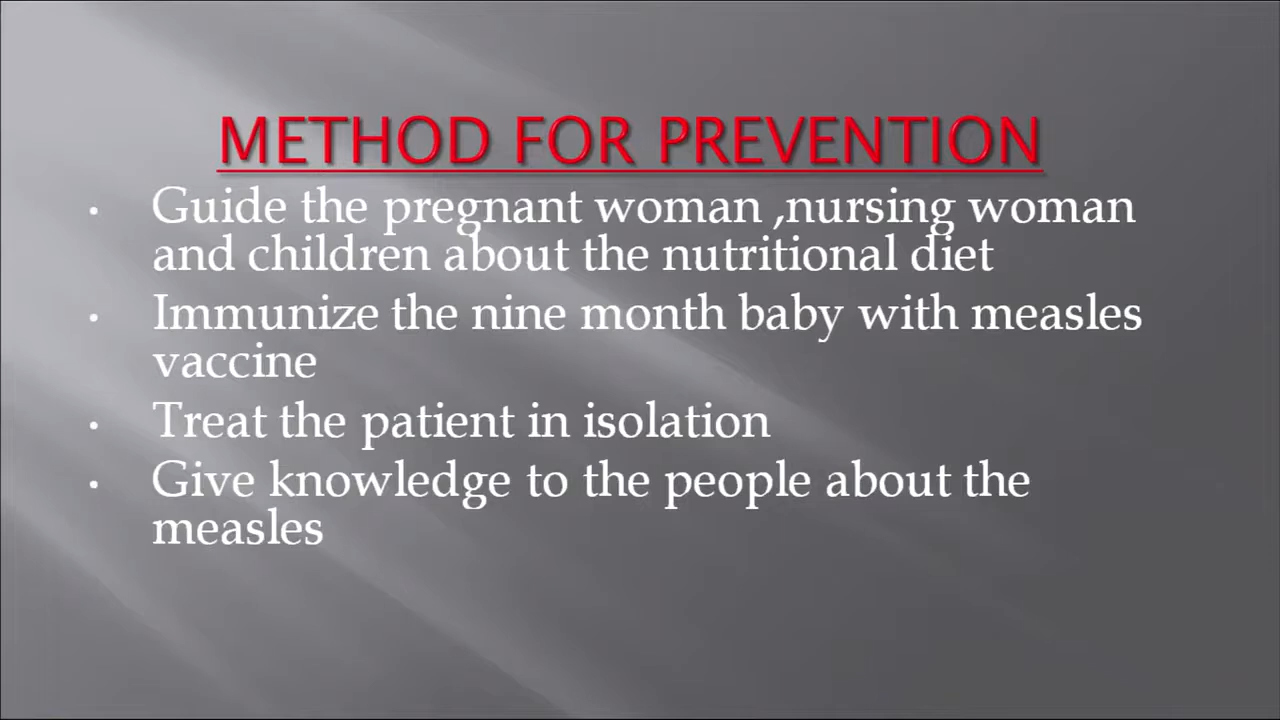 METHOD FOR PREVENTION
• Guide the pregnant woman ,nursing woman
and children about the nutritional diet
• Immunize the nine month baby with measles
vaccine
• Treat the patient in isolation
• Give knowledge to the people about the
measles